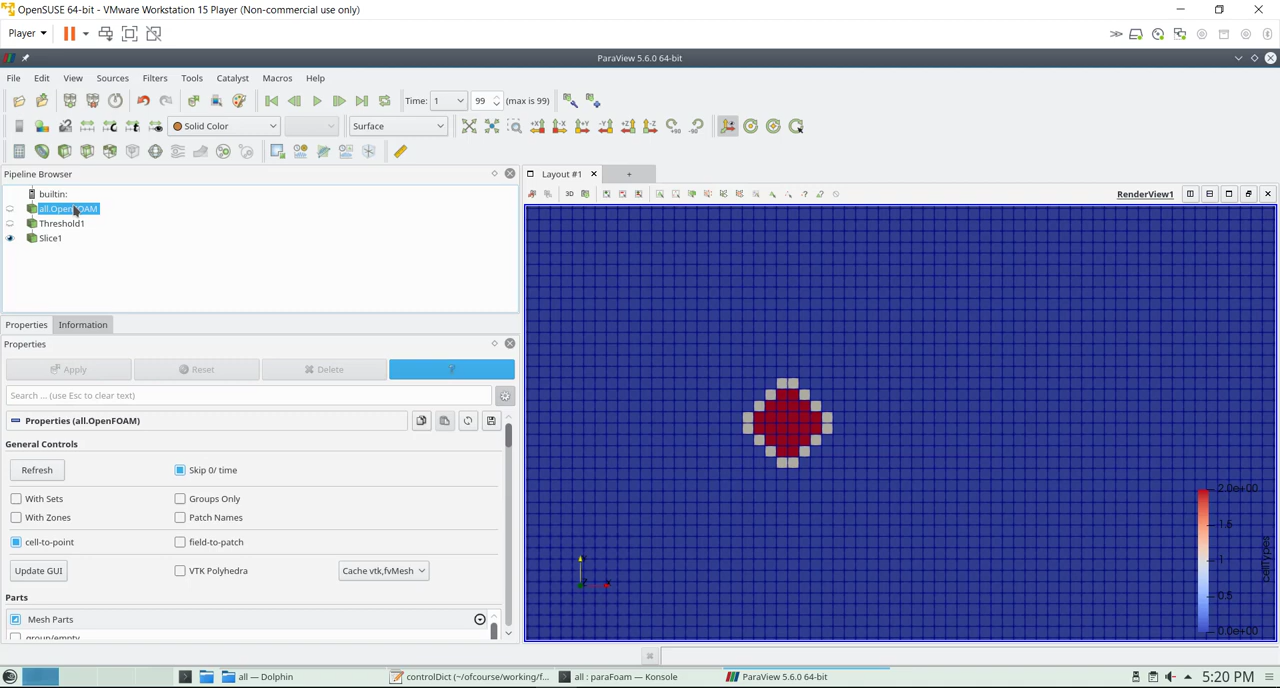 OpenSUSE 64-bit - VMware Workstation 15 Player (Non-commercial use only)
Player
ParaView 5.6.0 64-bit
File Edit View Sources Filters Tools Catalyst Macros Help
Time: 1 99 (max is 99)
Solid Color Surface
+X -X +Y -Y +Z -Z +90 -90
Pipeline Browser
Layout #1 × +
builtin:
3D
RenderView1
all.OpenFOAM
Threshold1
Slice1
Properties Information
Properties
Apply Reset Delete ?
Search ... (use Esc to clear text)
Properties (all.OpenFOAM)
General Controls
Refresh Skip 0/ time
With Sets Groups Only
With Zones Patch Names
cell-to-point field-to-patch
Update GUI VTK Polyhedra Cache vtk,fvMesh
Parts
Mesh Parts
group/empty
2.0e+00
1.5
1
0.5
0.0e+00
cellTypes
Z X
all — Dolphin controlDict (~/ofcourse/working/f... all : paraFoam — Konsole ParaView 5.6.0 64-bit 5:20 PM